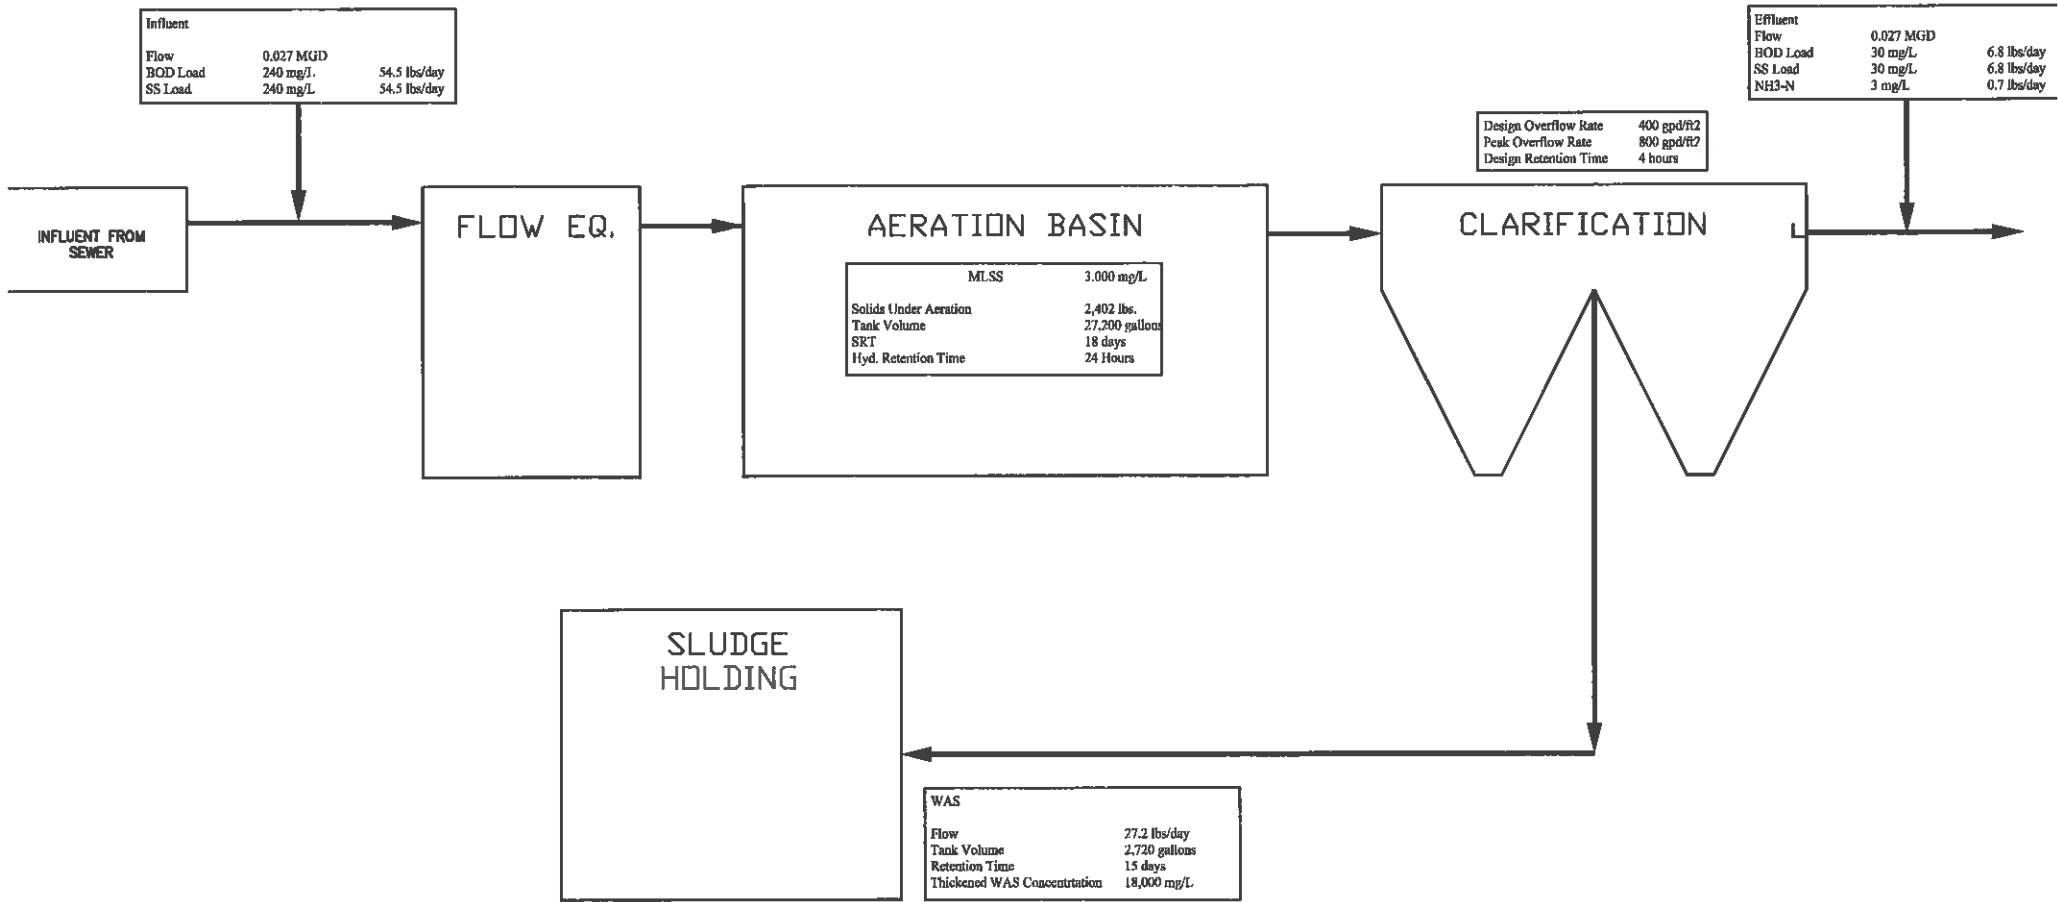 Influent
Flow 0.027 MGD
BOD Load 240 mg/L 54.5 lbs/day
SS Load 240 mg/L 54.5 lbs/day
Effluent
Flow 0.027 MGD
BOD Load 30 mg/L 6.8 lbs/day
SS Load 30 mg/L 6.8 lbs/day
NH3-N 3 mg/L 0.7 lbs/day
Design Overflow Rate 400 gpd/ft2
Peak Overflow Rate 800 gpd/ft2
Design Retention Time 4 hours
INFLUENT FROM
SEWER
FLOW EQ.
AERATION BASIN
MLSS 3.000 mg/L
Solids Under Aeration 2,402 lbs.
Tank Volume 27,200 gallons
SRT 18 days
Hyd. Retention Time 24 Hours
CLARIFICATION
SLUDGE
HOLDING
WAS
Flow 27.2 lbs/day
Tank Volume 2,720 gallons
Retention Time 15 days
Thickened WAS Concentrtation 18,000 mg/L